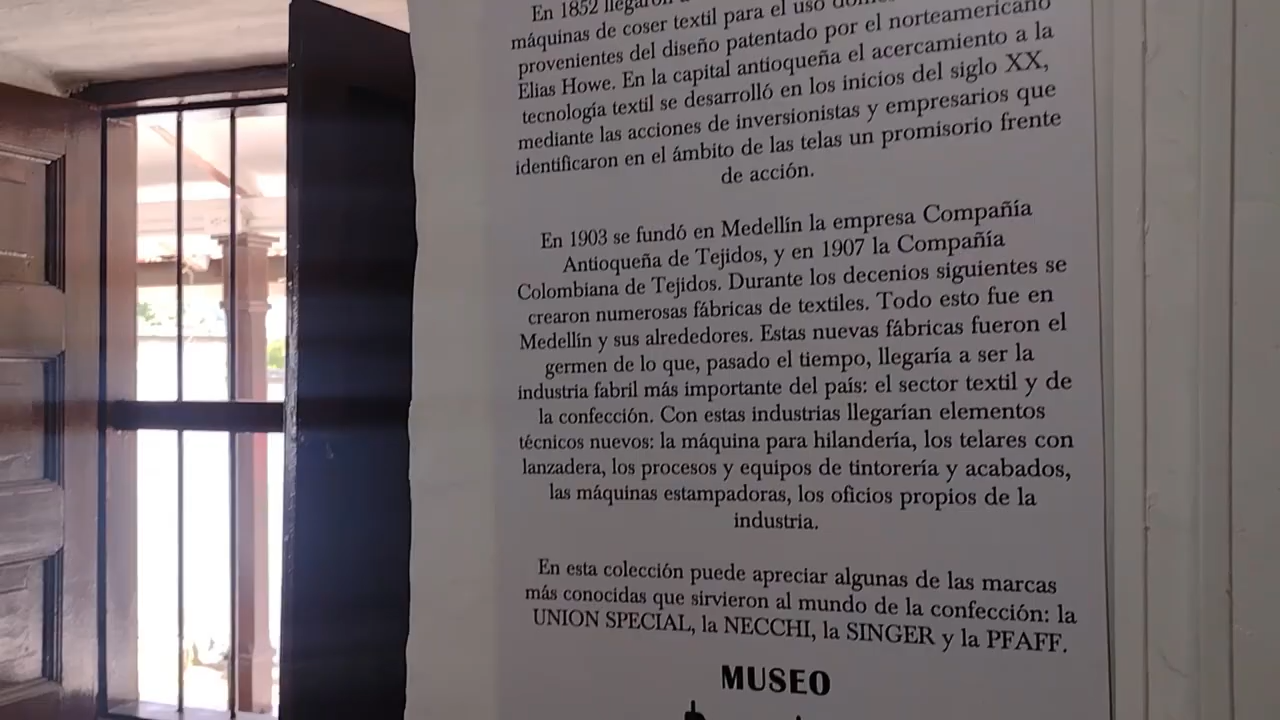 En 1852 llegaron
máquinas de coser textil para el uso
provenientes del diseño patentado por el norteamericano
Elias Howe. En la capital antioqueña el acercamiento a la
tecnología textil se desarrolló en los inicios del siglo XX,
mediante las acciones de inversionistas y empresarios que
identificaron en el ámbito de las telas un promisorio frente
de acción.
En 1903 se fundó en Medellín la empresa Compañía
Antioqueña de Tejidos, y en 1907 la Compañía
Colombiana de Tejidos. Durante los decenios siguientes se
crearon numerosas fábricas de textiles. Todo esto fue en
Medellín y sus alrededores. Estas nuevas fábricas fueron el
germen de lo que, pasado el tiempo, llegaría a ser la
industria fabril más importante del país: el sector textil y de
la confección. Con estas industrias llegarían elementos
técnicos nuevos: la máquina para hilandería, los telares con
lanzadera, los procesos y equipos de tintorería y acabados,
las máquinas estampadoras, los oficios propios de la
industria.
En esta colección puede apreciar algunas de las marcas
más conocidas que sirvieron al mundo de la confección: la
UNION SPECIAL, la NECCHI, la SINGER y la PFAFF.
MUSEO